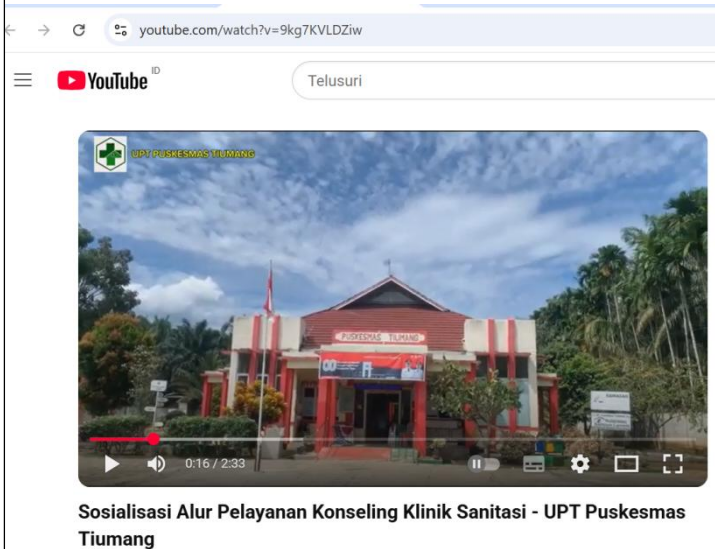 youtube.com/watch?v=9kg7KVLDZiw
YouTube ID
Telusuri
UPT PUSKESMAS TIUMANG
PUSKESMAS TIUMANG
0:16 / 2:33
Sosialisasi Alur Pelayanan Konseling Klinik Sanitasi - UPT Puskesmas
Tiumang